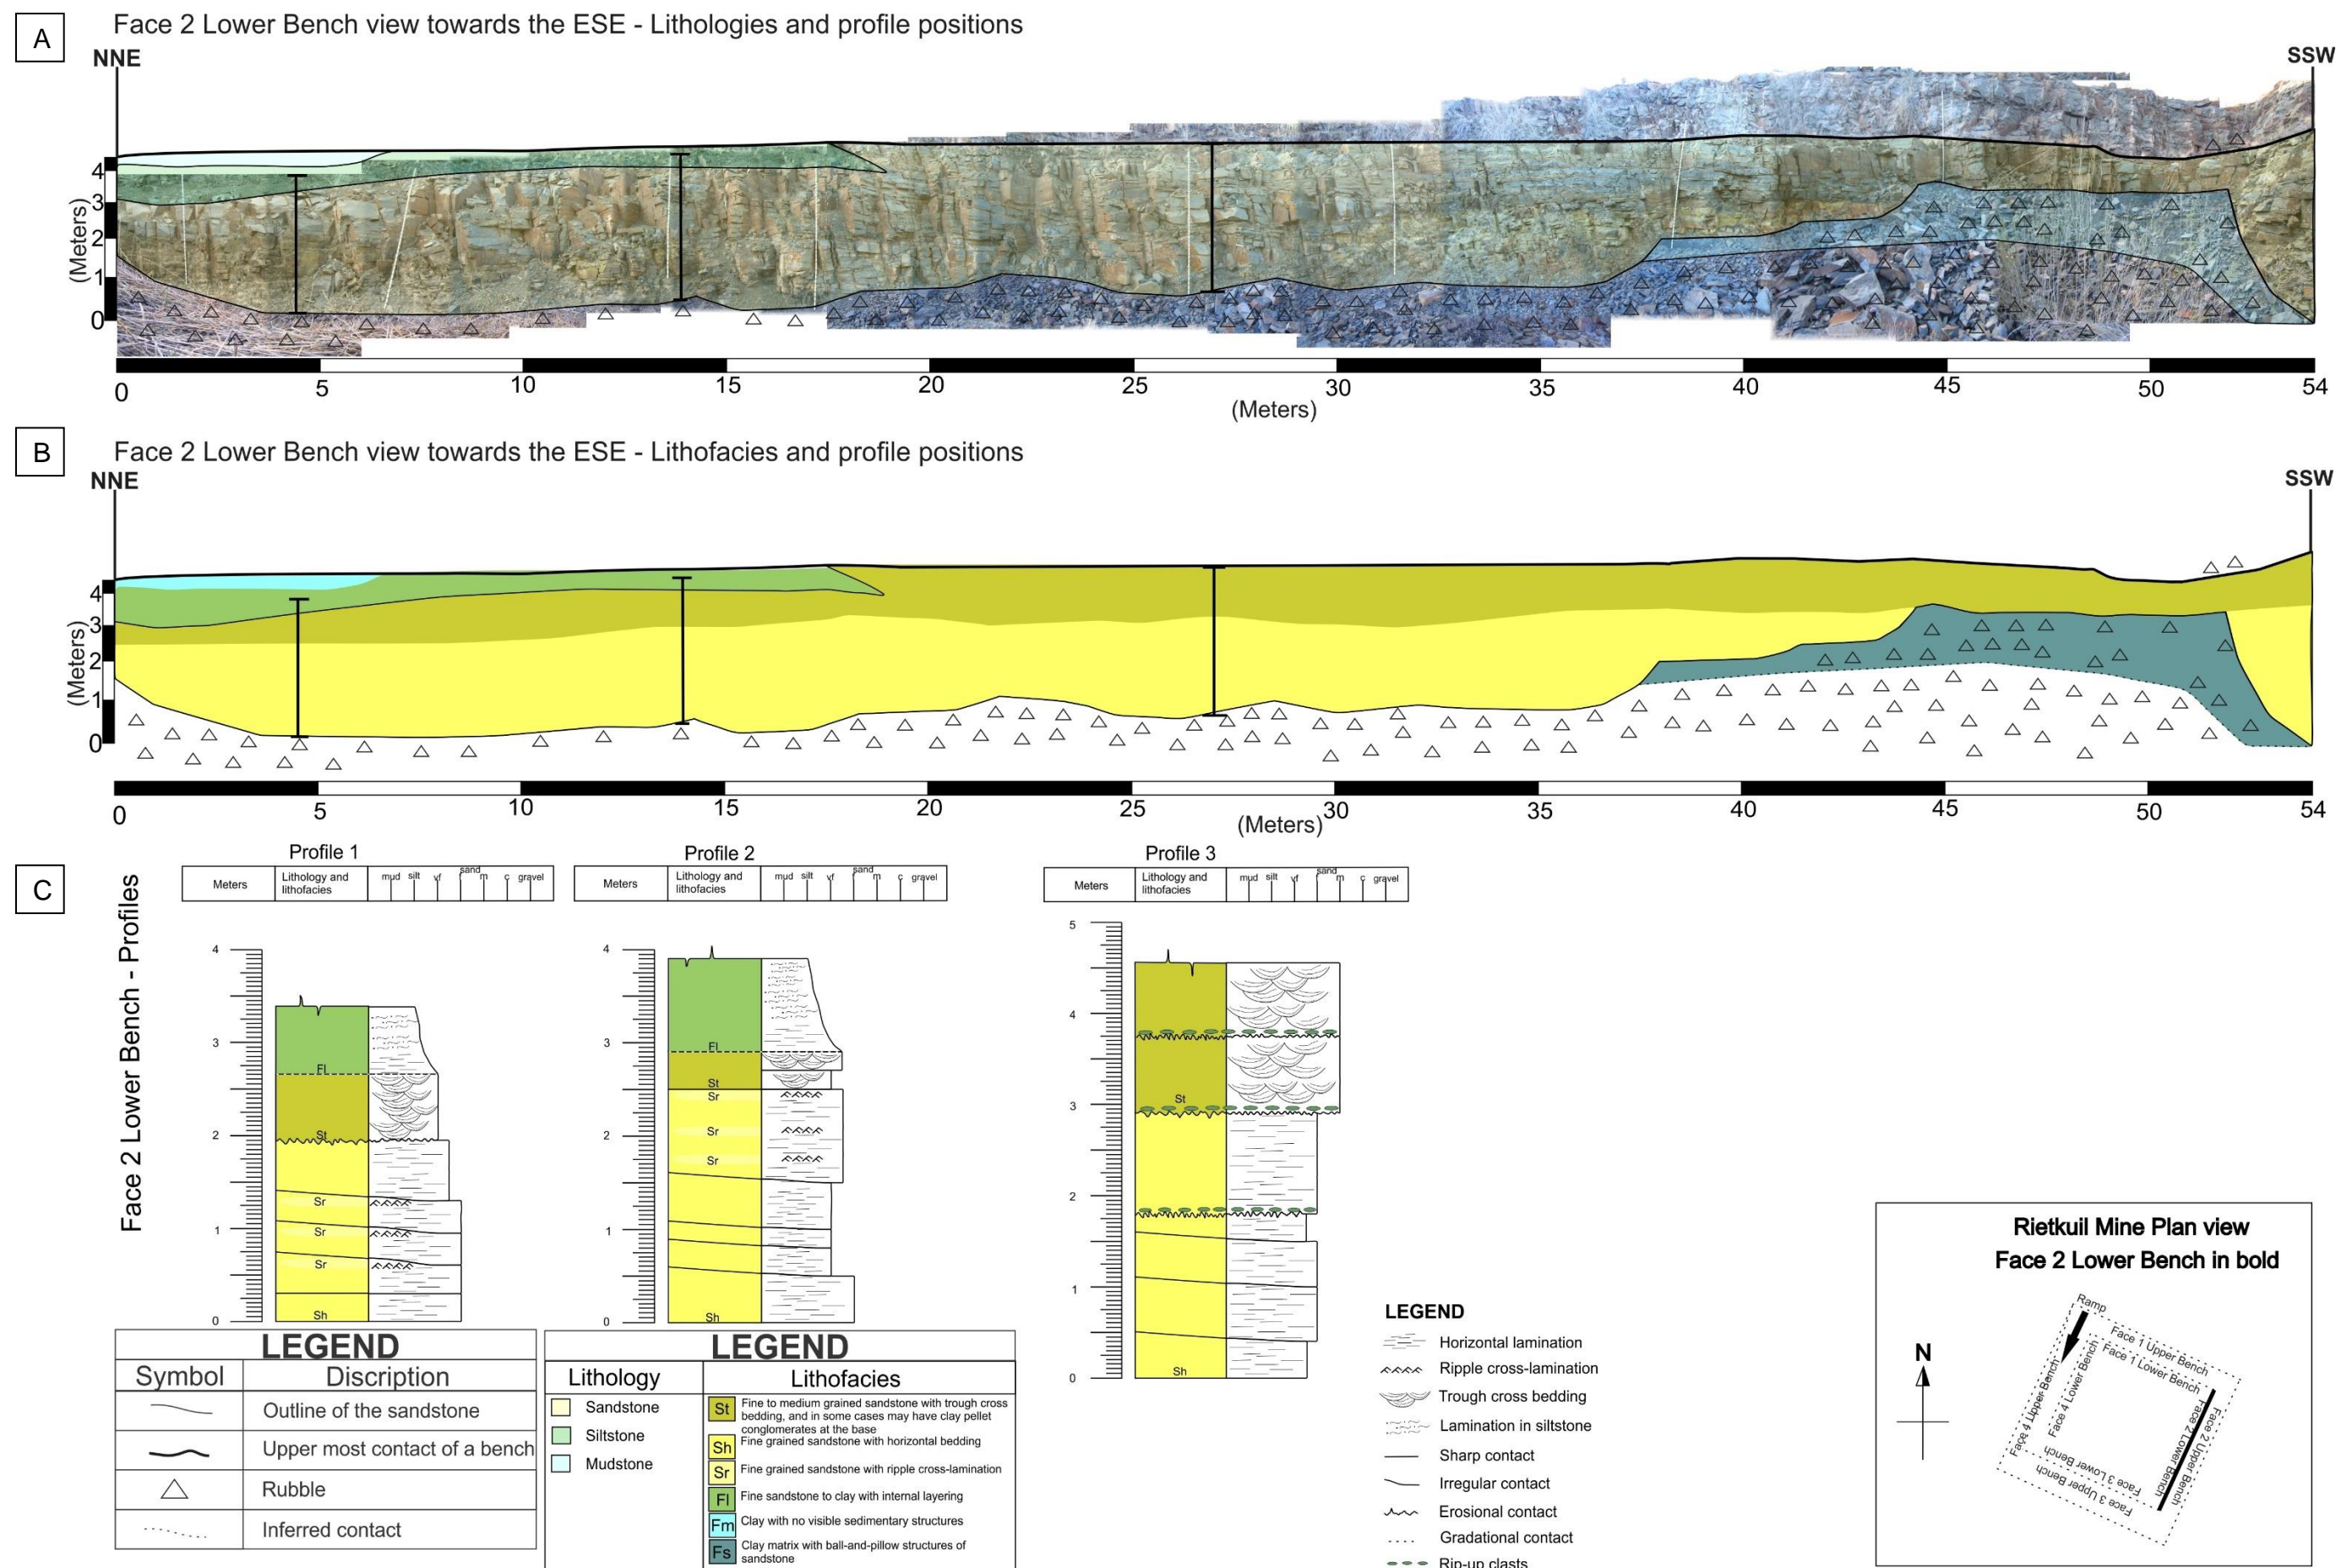 A
Face 2 Lower Bench view towards the ESE - Lithologies and profile positions
NNE
SSW
4
3
2
1
0
(Meters)
0 5 10 15 20 25 30 35 40 45 50 54
(Meters)
B
Face 2 Lower Bench view towards the ESE - Lithofacies and profile positions
NNE
SSW
4
3
2
1
0
(Meters)
0 5 10 15 20 25 30 35 40 45 50 54
(Meters)
C
Face 2 Lower Bench - Profiles
Profile 1
Meters
Lithology and
lithofacies
sand
mud silt vf m c gravel
4
3
2
1
0
Fl
St
Sr
Sr
Sr
Sh
Profile 2
Meters
Lithology and
lithofacies
sand
mud silt vf m c gravel
4
3
2
1
0
Fl
St
Sr
Sr
Sr
Sh
Profile 3
Meters
Lithology and
lithofacies
sand
mud silt vf m c gravel
5
4
3
2
1
0
St
Sh
LEGEND
Symbol Discription
Outline of the sandstone
Upper most contact of a bench
Rubble
Inferred contact
LEGEND
Lithology
Sandstone
Siltstone
Mudstone
Lithofacies
St Fine to medium grained sandstone with trough cross
bedding, and in some cases may have clay pellet
conglomerates at the base
Sh Fine grained sandstone with horizontal bedding
Sr Fine grained sandstone with ripple cross-lamination
Fl Fine sandstone to clay with internal layering
Fm Clay with no visible sedimentary structures
Fs Clay matrix with ball-and-pillow structures of
sandstone
LEGEND
Horizontal lamination
Ripple cross-lamination
Trough cross bedding
Lamination in siltstone
Sharp contact
Irregular contact
Erosional contact
Gradational contact
Rip-up clasts
Rietkuil Mine Plan view
Face 2 Lower Bench in bold
N
Ramp
Face 1 Upper Bench
Face 1 Lower Bench
Face 4 Upper Bench
Face 4 Lower Bench
Face 2 Lower Bench
Face 2 Upper Bench
Face 3 Lower Bench
Face 3 Upper Bench